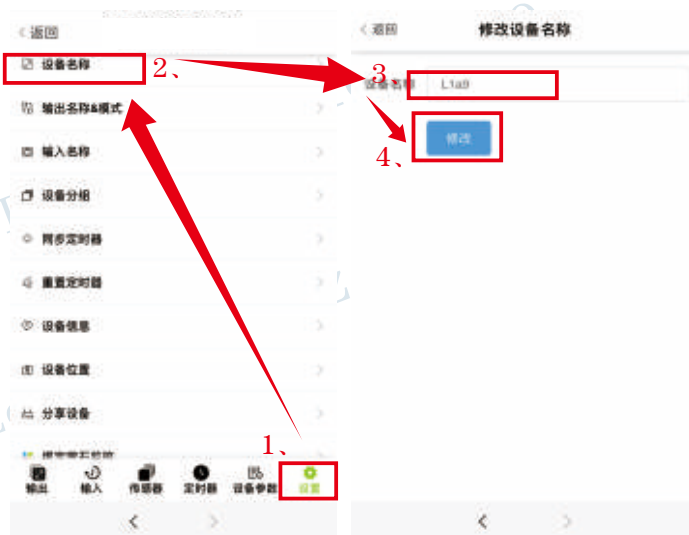 返回
设备名称
2、
输出名称&模式
输入名称
设备分组
同步定时器
重置定时器
设备信息
设备位置
分享设备
1、
输出 输入 传感器 定时器 设备参数 设置
返回 修改设备名称
3、
设备名称 L1a9
修改
4、